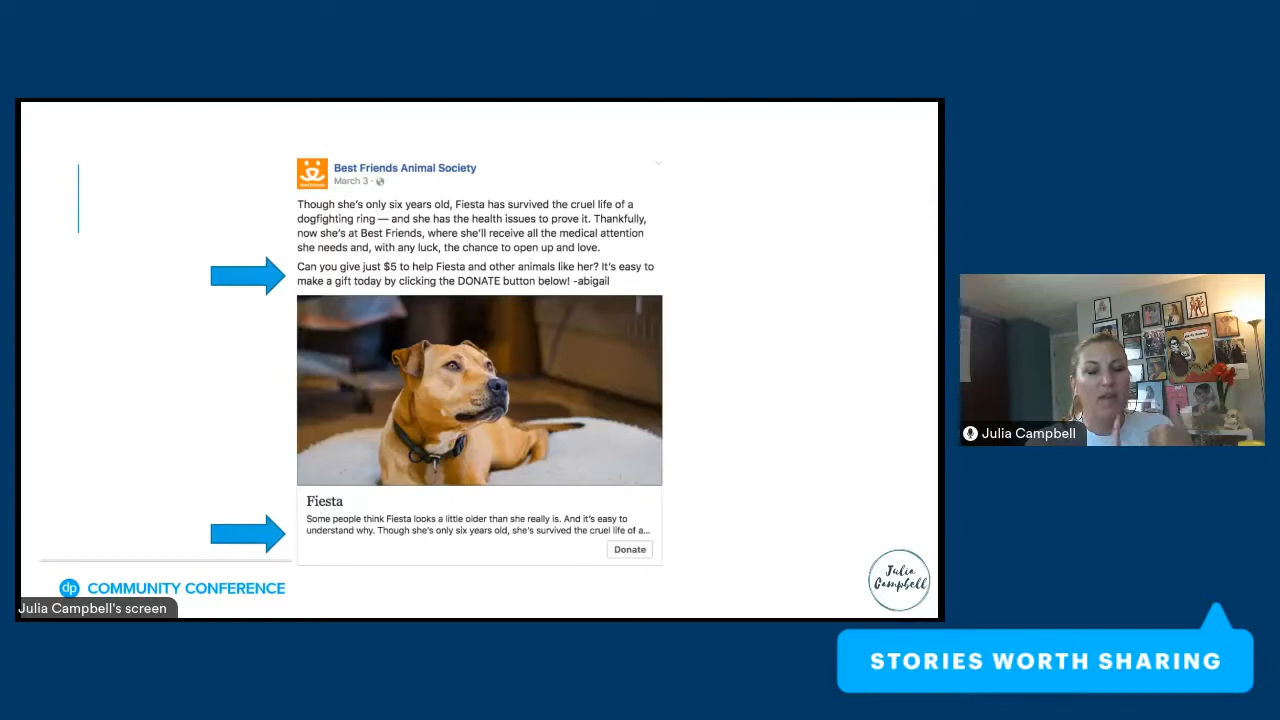 Best Friends Animal Society
March 3 ·
Best Friends
Though she's only six years old, Fiesta has survived the cruel life of a
dogfighting ring — and she has the health issues to prove it. Thankfully,
now she's at Best Friends, where she'll receive all the medical attention
she needs and, with any luck, the chance to open up and love.
Can you give just $5 to help Fiesta and other animals like her? It's easy to
make a gift today by clicking the DONATE button below! -abigail
Fiesta
Some people think Fiesta looks a little older than she really is. And it's easy to
understand why. Though she's only six years old, she's survived the cruel life of a...
Donate
dp COMMUNITY CONFERENCE
Julia Campbell's screen
Julia
Campbell
Julia Campbell
STORIES WORTH SHARING